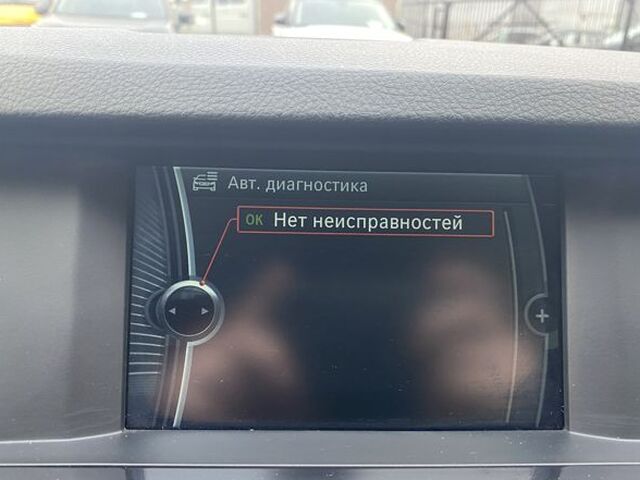 Авт. диагностика
OK Нет неисправностей